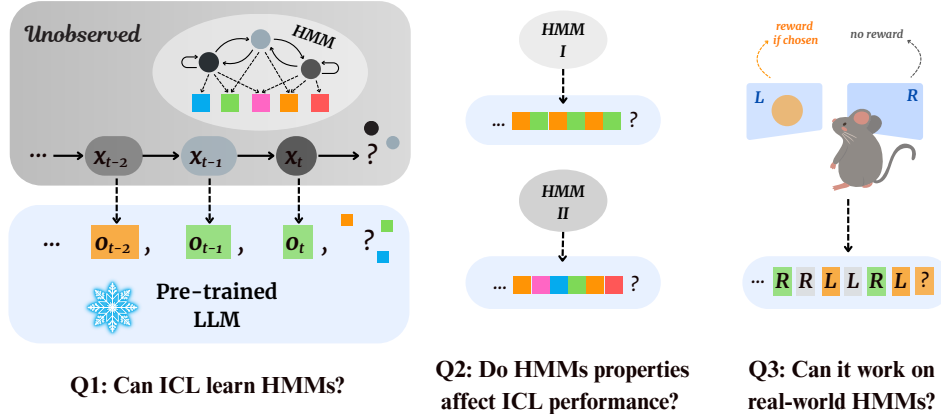 Unobserved
HMM
... x_{t-2} x_{t-1} x_t ?
... o_{t-2} , o_{t-1} , o_t , ?
Pre-trained
LLM
Q1: Can ICL learn HMMs?
HMM
I
... ?
HMM
II
... ?
Q2: Do HMMs properties
affect ICL performance?
reward
if chosen
no reward
L
R
... R R L L R L ?
Q3: Can it work on
real-world HMMs?